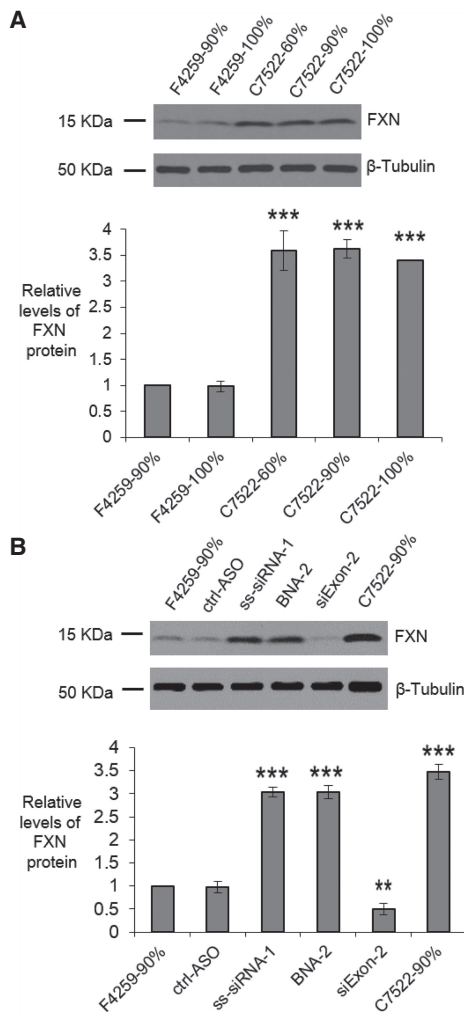 A
F4259-90%
F4259-100%
C7522-60%
C7522-90%
C7522-100%
15 KDa
FXN
50 KDa
β-Tubulin
Relative
levels of
FXN
protein
4
3.5
3
2.5
2
1.5
1
0.5
0
***
***
***
F4259-90%
F4259-100%
C7522-60%
C7522-90%
C7522-100%
B
F4259-90%
ctrl-ASO
ss-siRNA-1
BNA-2
siExon-2
C7522-90%
15 KDa
FXN
50 KDa
β-Tubulin
Relative
levels of
FXN
protein
4
3.5
3
2.5
2
1.5
1
0.5
0
***
***
**
***
F4259-90%
ctrl-ASO
ss-siRNA-1
BNA-2
siExon-2
C7522-90%